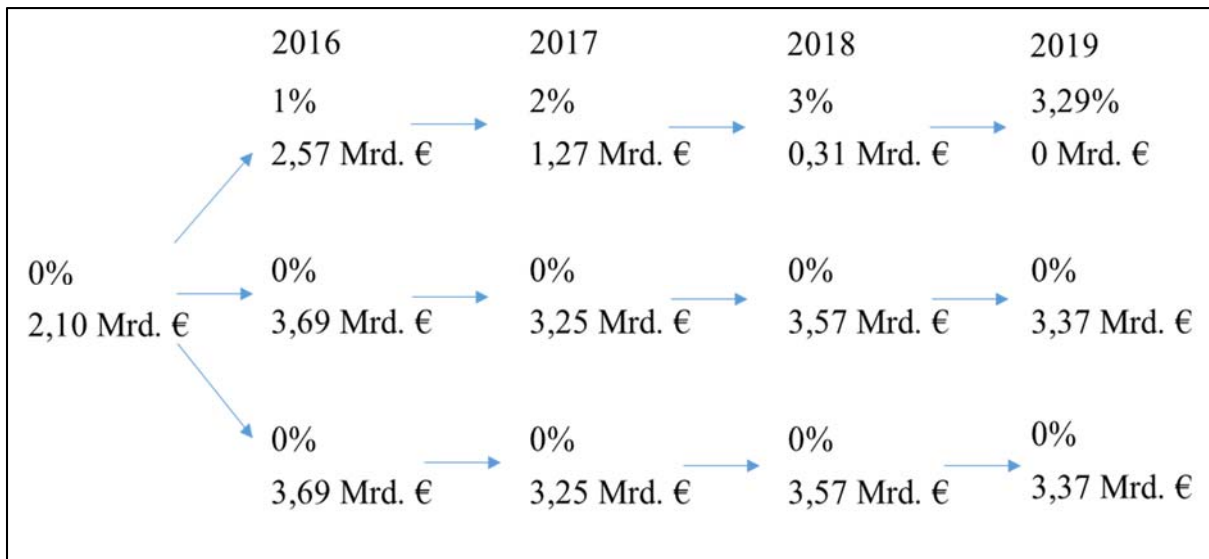 2016 2017 2018 2019
1% 2% 3% 3,29%
2,57 Mrd. € 1,27 Mrd. € 0,31 Mrd. € 0 Mrd. €
0% 0% 0% 0% 0%
2,10 Mrd. € 3,69 Mrd. € 3,25 Mrd. € 3,57 Mrd. € 3,37 Mrd. €
0% 0% 0% 0%
3,69 Mrd. € 3,25 Mrd. € 3,57 Mrd. € 3,37 Mrd. €